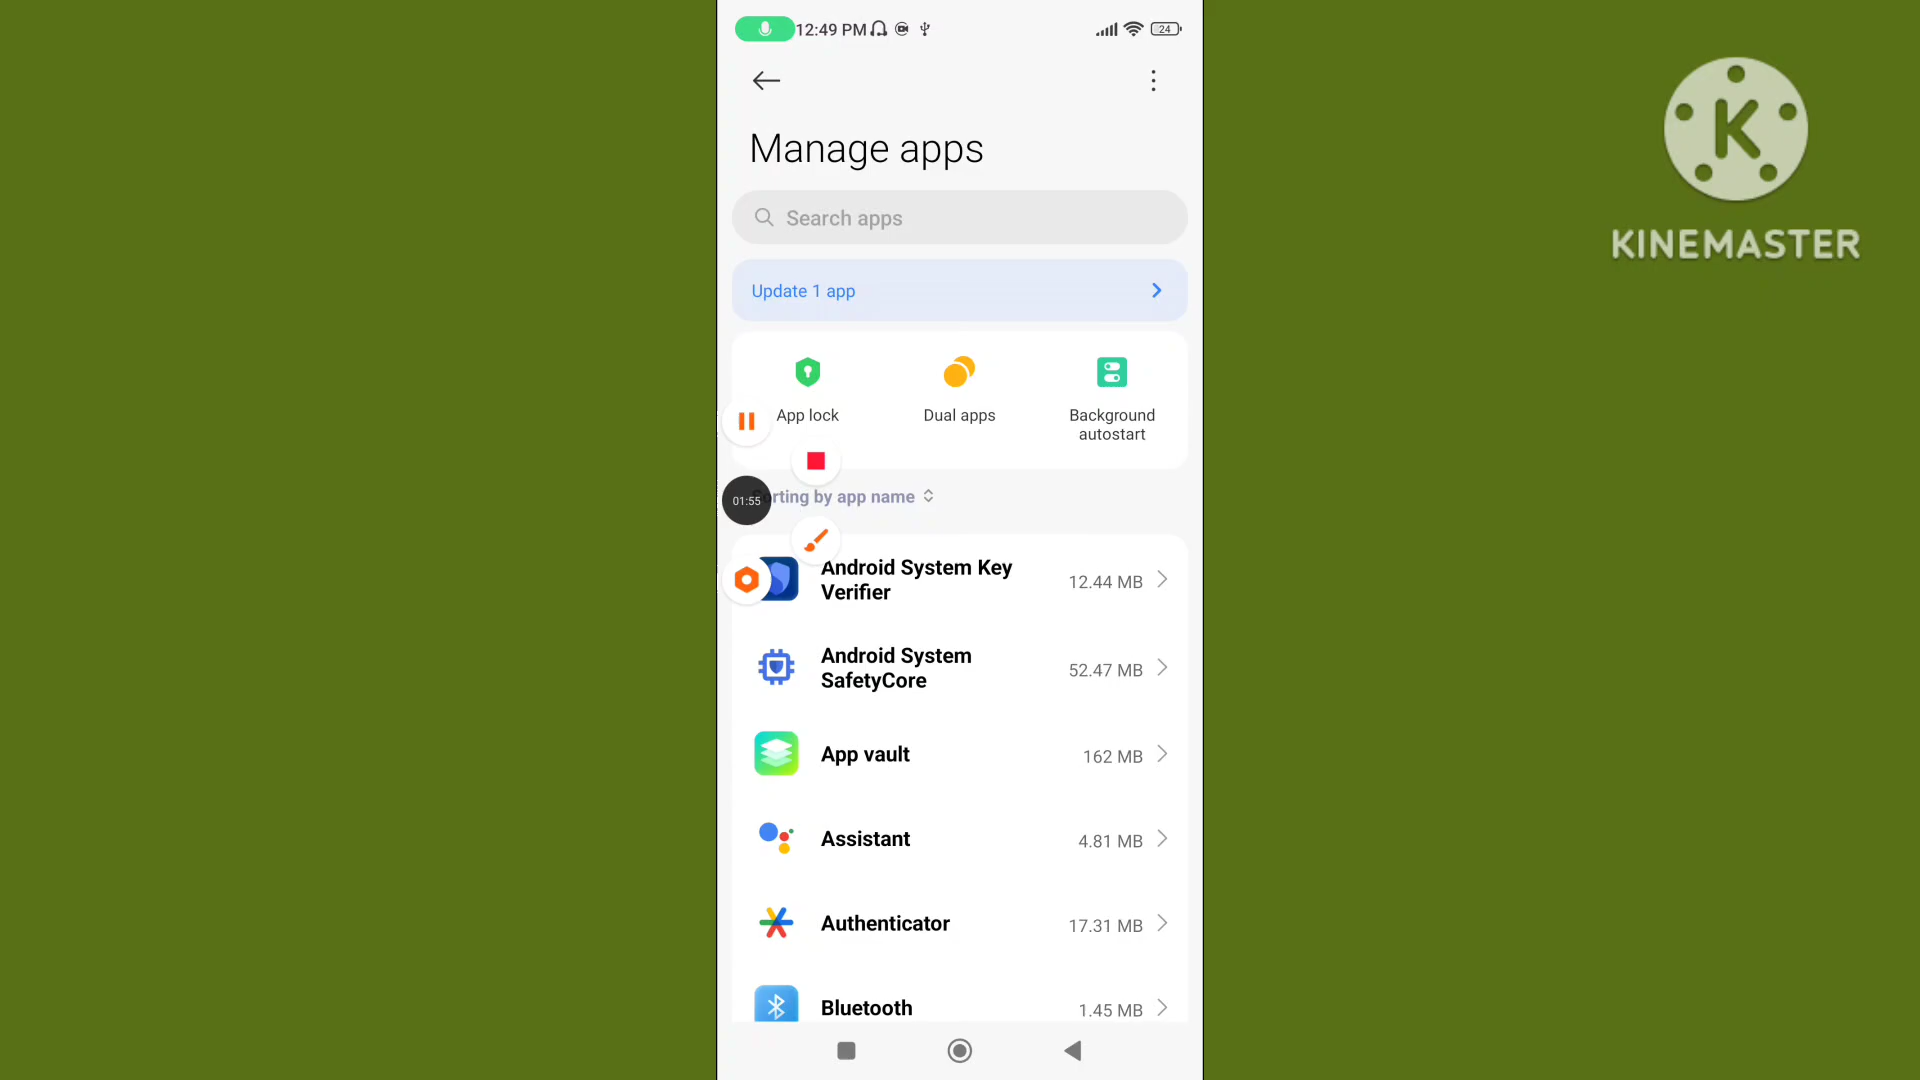 12:49 PM
24
Manage apps
Search apps
Update 1 app
App lock
Dual apps
Background
autostart
01:55
rting by app name
Android System Key
Verifier
12.44 MB
Android System
SafetyCore
52.47 MB
App vault
162 MB
Assistant
4.81 MB
Authenticator
17.31 MB
Bluetooth
1.45 MB
K
KINEMASTER